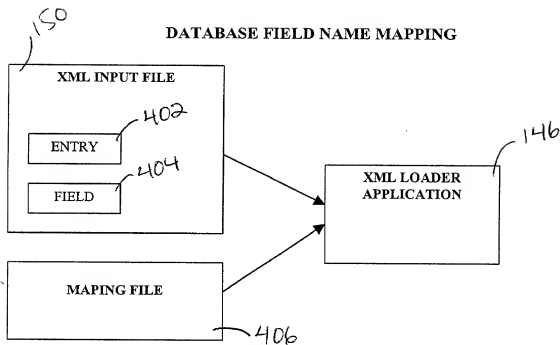 150
DATABASE FIELD NAME MAPPING
XML INPUT FILE
402
ENTRY
404
FIELD
146
XML LOADER
APPLICATION
MAPING FILE
406